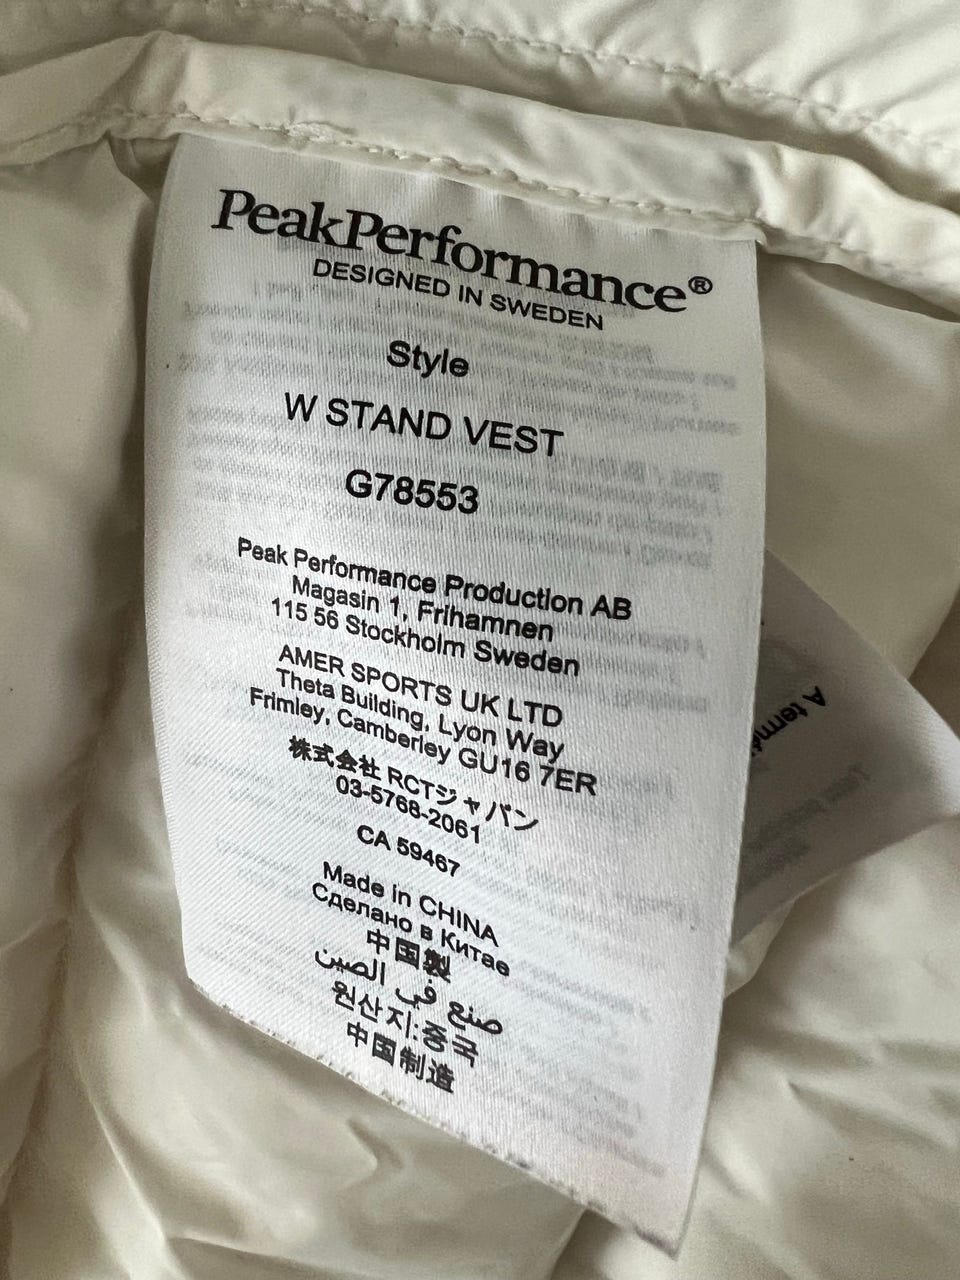 PeakPerformance®
DESIGNED IN SWEDEN
Style
W STAND VEST
G78553
Peak Performance Production AB
Magasin 1, Frihamnen
115 56 Stockholm Sweden
AMER SPORTS UK LTD
Theta Building, Lyon Way
Frimley, Camberley GU16 7ER
株式会社 RCTジャパン
03-5768-2061
CA 59467
Made in CHINA
Сделано в Китае
中国製
صنع في الصين
원산지:중국
中国制造
A